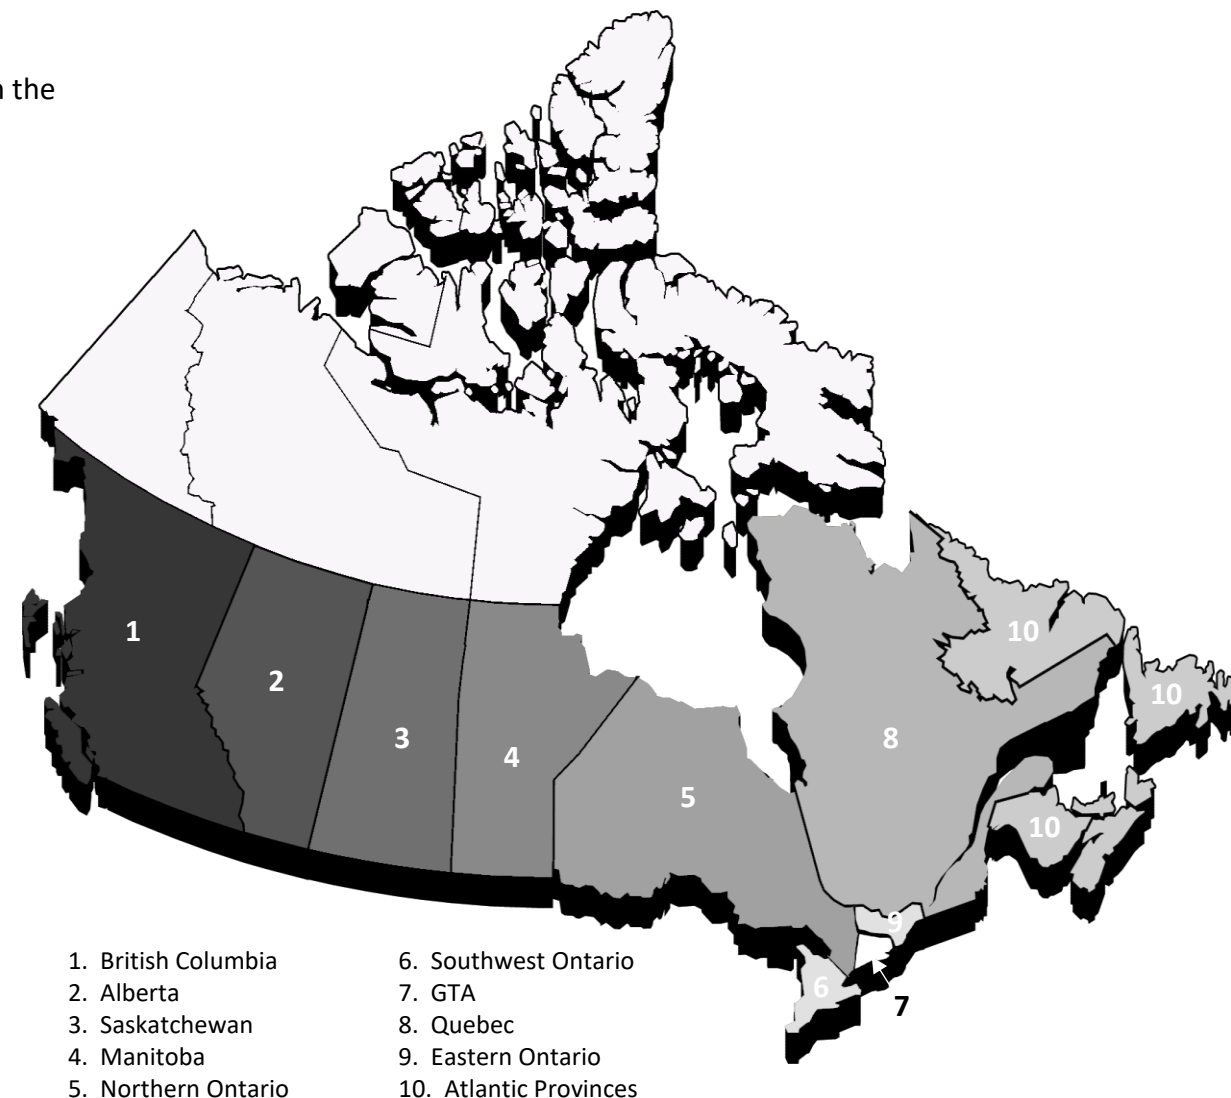 the
1
10
2
10
3
8
4
5
10
9
6
7
1. British Columbia
2. Alberta
3. Saskatchewan
4. Manitoba
5. Northern Ontario
6. Southwest Ontario
7. GTA
8. Quebec
9. Eastern Ontario
10. Atlantic Provinces